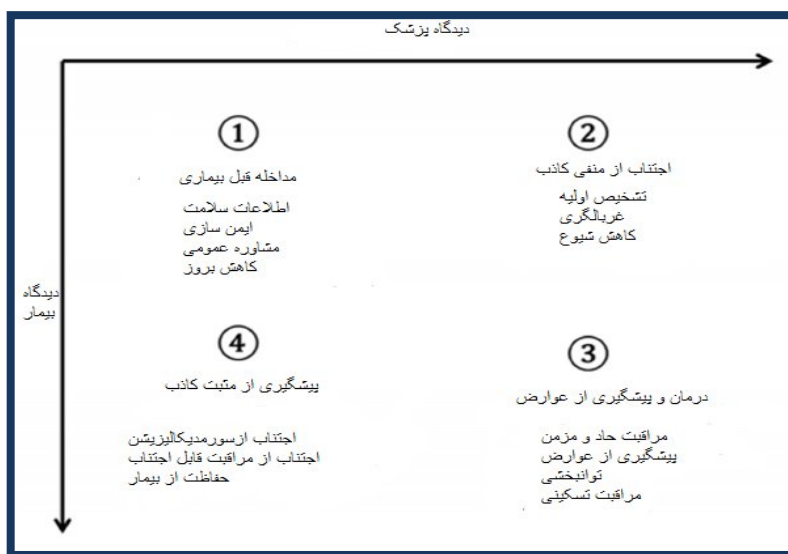 دیدگاه پزشک
①
مداخله قبل بیماری
اطلاعات سلامت
ایمن سازی
مشاوره عمومی
کاهش بروز
②
اجتناب از منفی کاذب
تشخیص اولیه
غربالگری
کاهش شیوع
دیدگاه
بیمار
④
پیشگیری از مثبت کاذب
اجتناب ازسورمدیکالیزیشن
اجتناب از مراقبت قابل اجتناب
حفاظت از بیمار
③
درمان و پیشگیری از عوارض
مراقبت حاد و مزمن
پیشگیری از عوارض
توانبخشی
مراقبت تسکینی